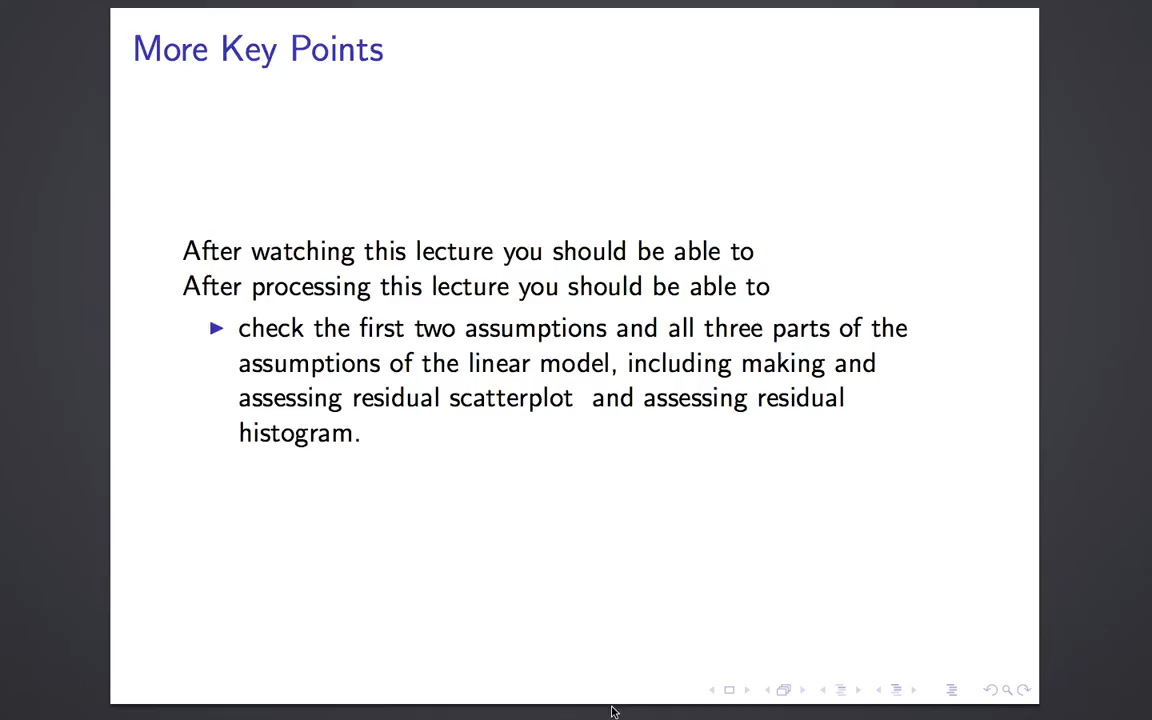 More Key Points
After watching this lecture you should be able to
After processing this lecture you should be able to
check the first two assumptions and all three parts of the
assumptions of the linear model, including making and
assessing residual scatterplot and assessing residual
histogram.